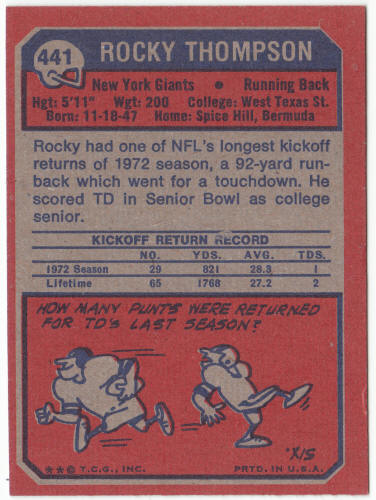 441
ROCKY THOMPSON
New York Giants • Running Back
Hgt: 5'11" Wgt: 200 College: West Texas St.
Born: 11-18-47 Home: Spice Hill, Bermuda
Rocky had one of NFL's longest kickoff
returns of 1972 season, a 92-yard run-
back which went for a touchdown. He
scored TD in Senior Bowl as college
senior.
KICKOFF RETURN RECORD
NO. YDS. AVG. TDS.
1972 Season 29 821 28.3 1
Lifetime 65 1768 27.2 2
HOW MANY PUNTS WERE RETURNED
FOR TD'S LAST SEASON?
SIX.
**© T.C.G., INC. PRTD. IN U.S.A.